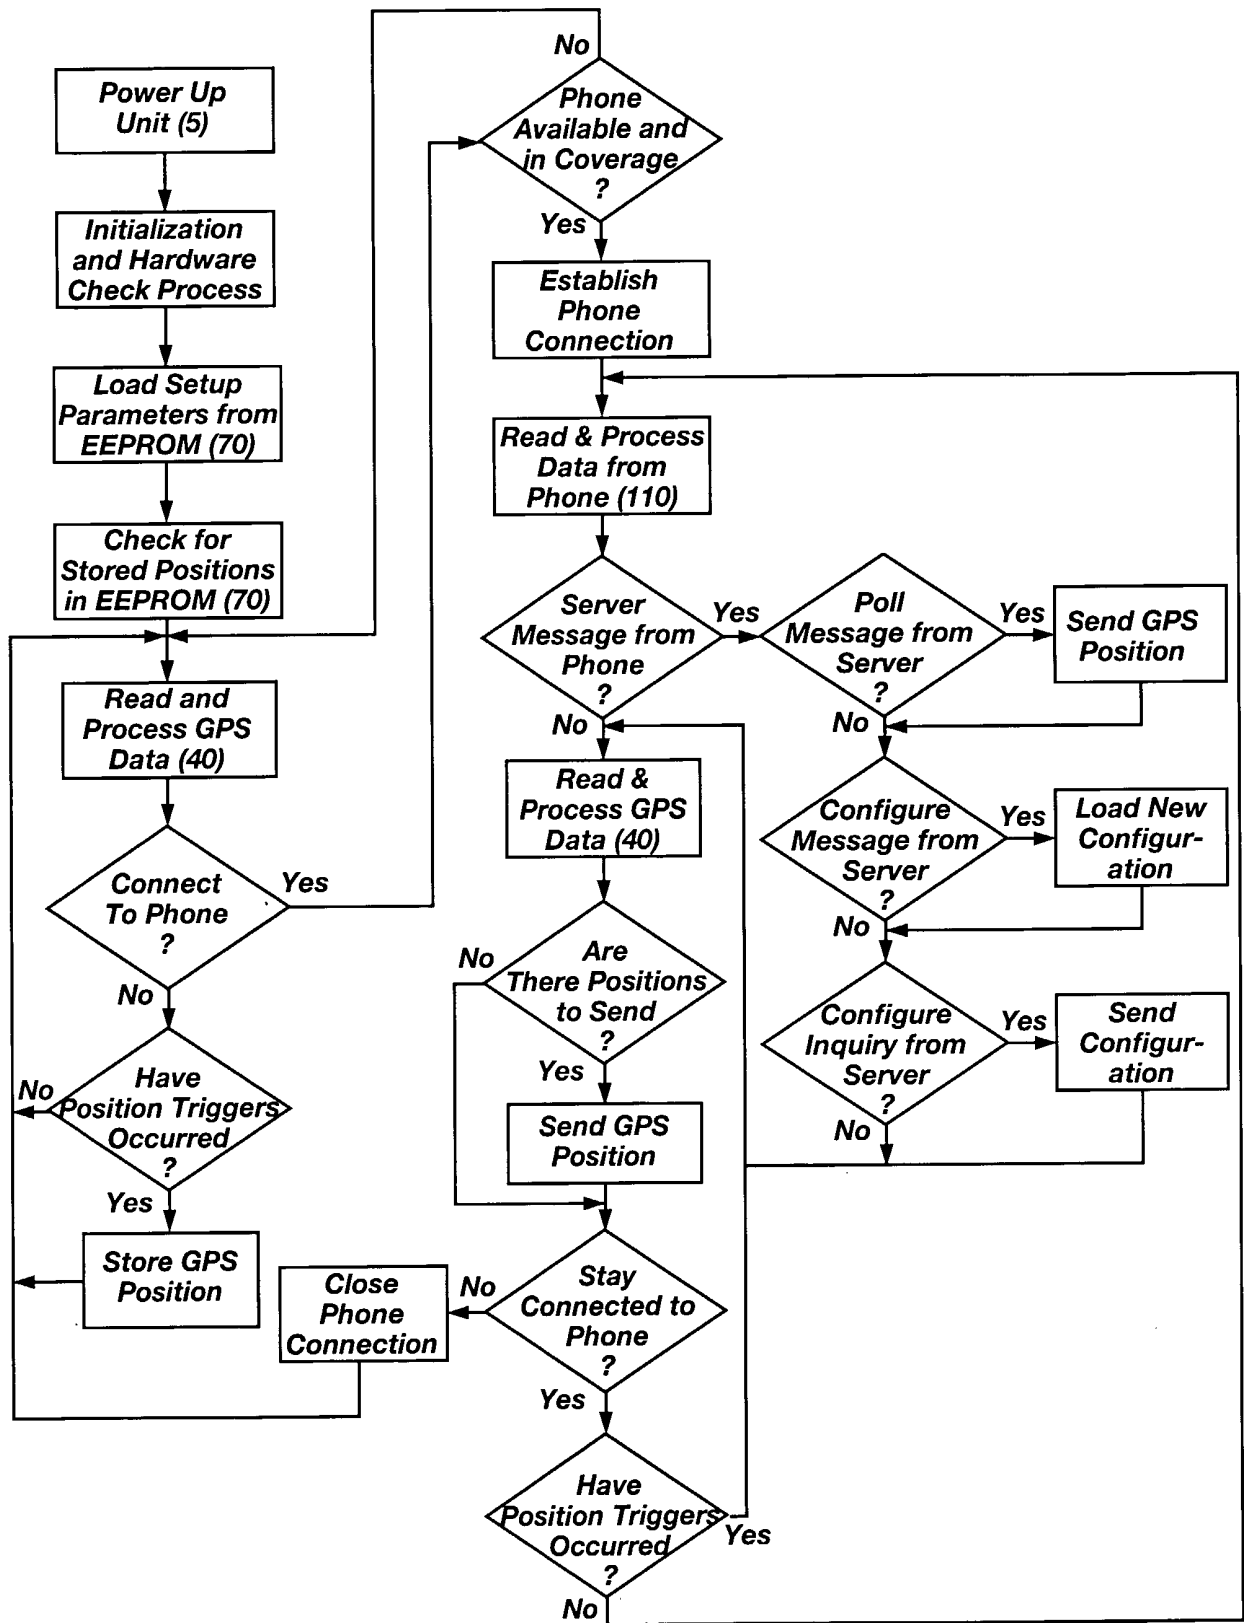 Power Up
Unit (5)
Initialization
and Hardware
Check Process
Load Setup
Parameters from
EEPROM (70)
Check for
Stored Positions
in EEPROM (70)
Read and
Process GPS
Data (40)
Connect
To Phone
?
Yes
No
Have
Position Triggers
Occurred
?
No
Yes
Store GPS
Position
No
Phone
Available and
in Coverage
?
Yes
Establish
Phone
Connection
Read & Process
Data from
Phone (110)
Server
Message from
Phone
?
Yes
No
Read &
Process GPS
Data (40)
Are
There Positions
to Send
?
No
Yes
Send GPS
Position
Stay
Connected to
Phone
?
No
Close
Phone
Connection
Yes
Have
Position Triggers
Occurred
?
Yes
No
Poll
Message from
Server
?
Yes
Send GPS
Position
No
Configure
Message from
Server
?
Yes
Load New
Configur-
ation
No
Configure
Inquiry from
Server
?
Yes
Send
Configur-
ation
No